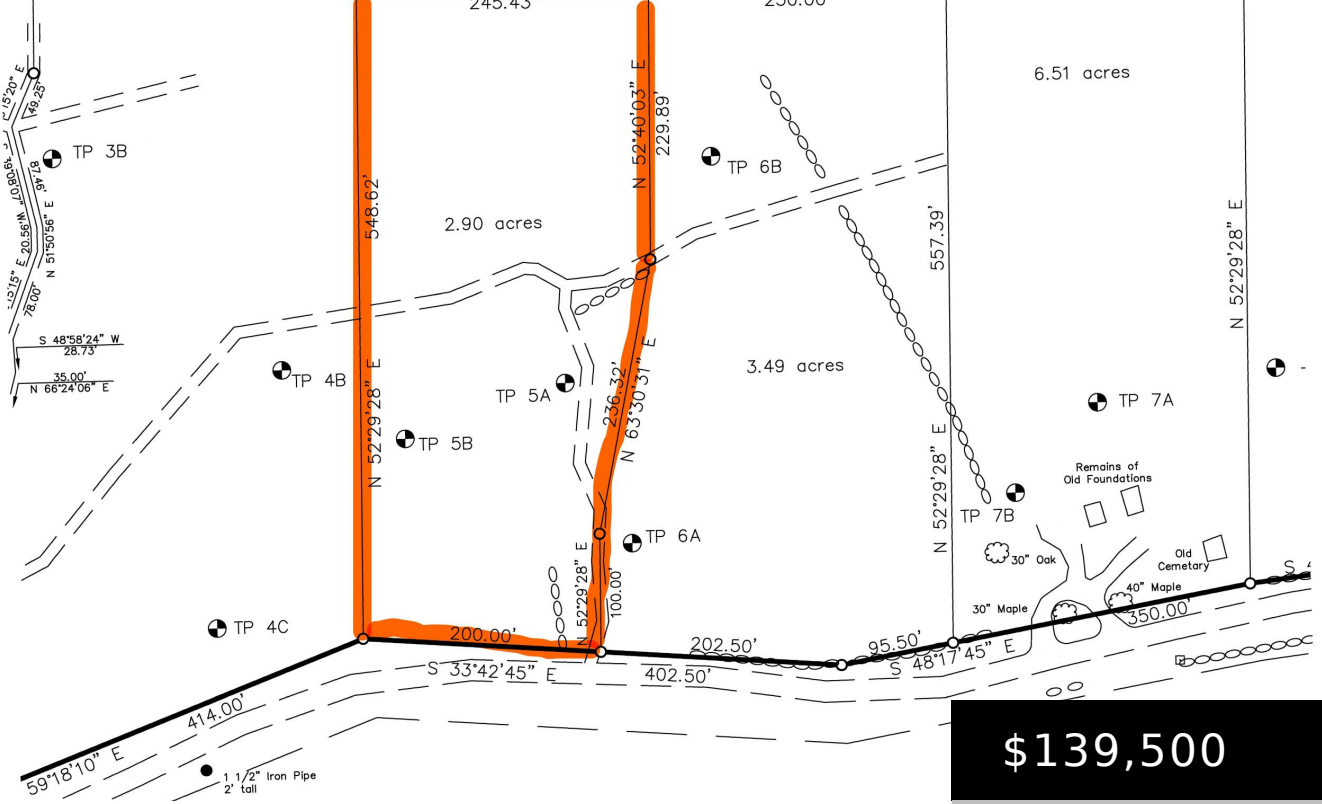 245.43'
250.00'
6.51 acres
49.25'
TP 3B
87.46'
N 51°50'56" E
20.56'
78.00'
S 48°58'24" W
28.73'
35.00'
N 66°24'06" E
548.62'
N 52°29'28" E
2.90 acres
N 52°40'03" E
229.89'
TP 6B
557.39'
N 52°29'28" E
N 52°29'28" E
TP 4B
TP 5A
TP 5B
236.32'
N 63°30'31" E
3.49 acres
TP 7A
Remains of
Old Foundations
TP 7B
TP 6A
N 52°29'28" E
100.00'
30" Oak
Old
Cemetary
40" Maple
30" Maple
350.00'
TP 4C
200.00'
S 33°42'45" E
202.50'
402.50'
95.50'
S 48°17'45" E
414.00'
59°18'10" E
1 1/2" Iron Pipe
2' tall
$139,500